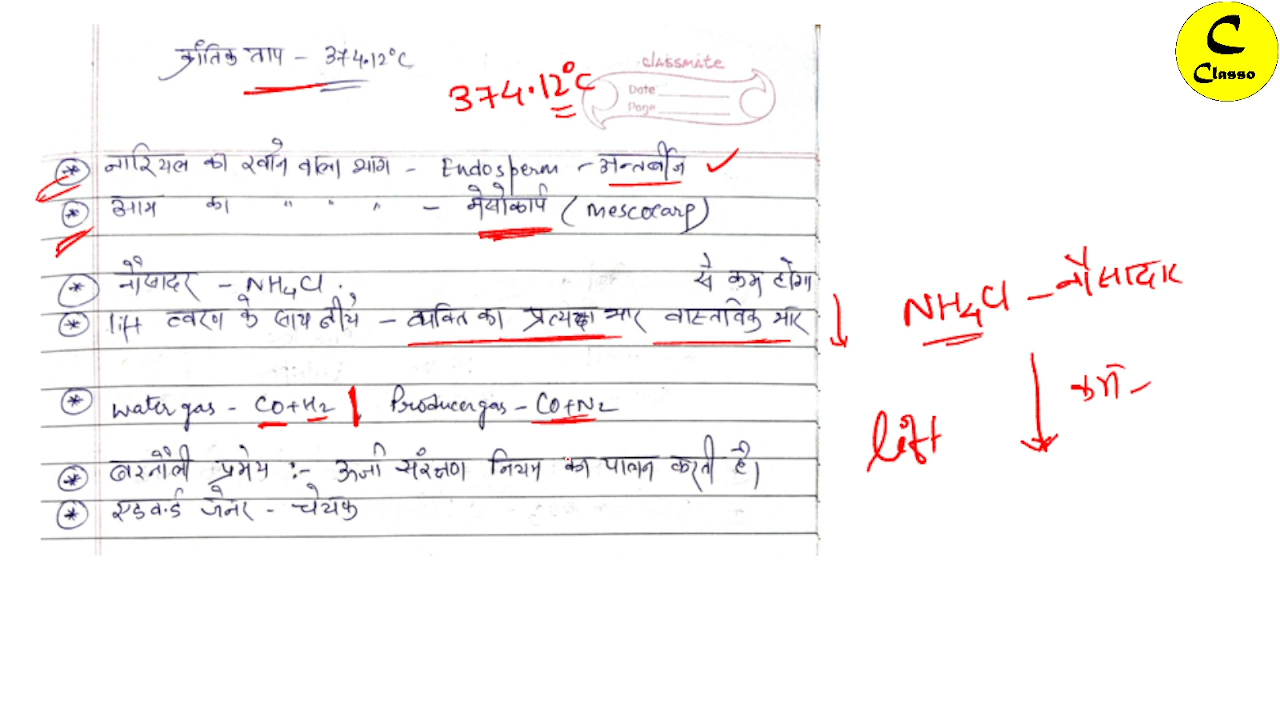 क्रांतिक ताप - 374.12°C
374.12°C
classmate
Date
Page
C
Classo
* नारियल का खाने वाला भाग - Endosperm - अन्तर्बीज ✓
* आम का " " " - मेसोकार्प (Mescocarp)
* नौसादर - NH4Cl.
से कम होगा
* lift त्वरण के साथ नीचे - व्यक्ति का प्रत्यक्ष भार वास्तविक भार ↓
NH4Cl - नौसादार
* Water gas - CO+H2 | Producer gas - CO+N2
lift ↓
* बरनौली प्रमेय :- ऊर्जा संरक्षण नियम का पालन करती है।
* एडवर्ड जेनर - चेचक